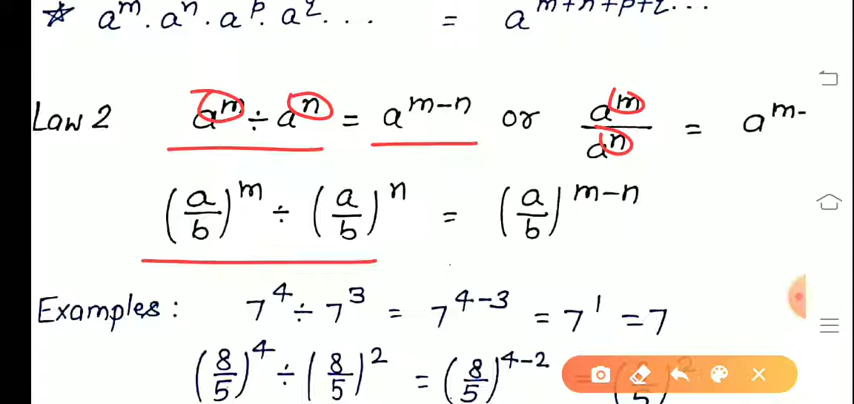 ☆ a^m . a^n . a^p . a^q ... = a^m+n+p+q...
Law 2 a^m ÷ a^n = a^m-n or a^m/a^n = a^m-
(a/b)^m ÷ (a/b)^n = (a/b)^m-n
Examples : 7^4 ÷ 7^3 = 7^4-3 = 7^1 = 7
(8/5)^4 ÷ (8/5)^2 = (8/5)^4-2